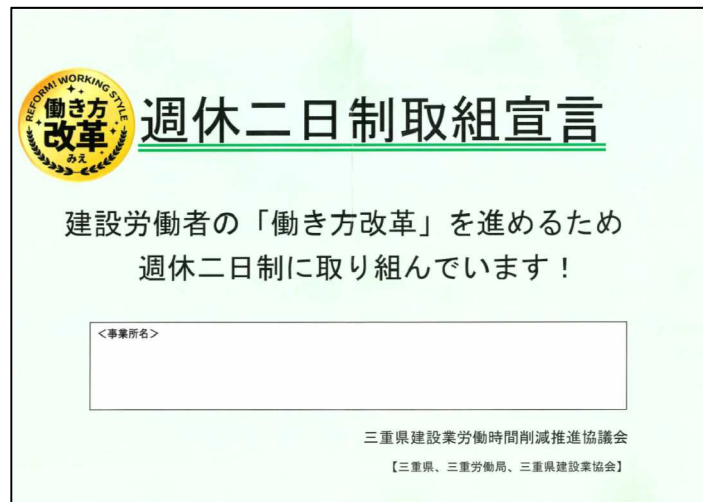 REFORM! WORKING STYLE
働き方
改革
みえ
週休二日制取組宣言
建設労働者の「働き方改革」を進めるため
週休二日制に取り組んでいます！
＜事業所名＞
三重県建設業労働時間削減推進協議会
【三重県、三重労働局、三重県建設業協会】